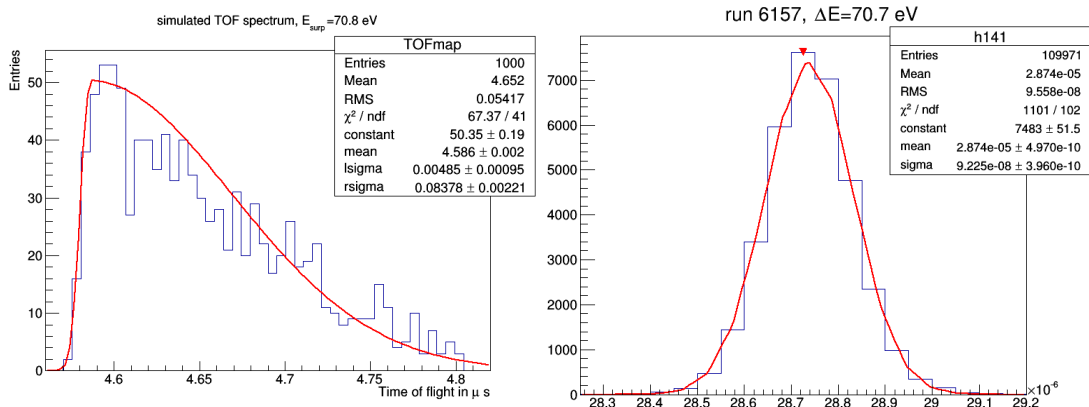 simulated TOF spectrum, E_surp=70.8 eV
TOFmap
Entries 1000
Mean 4.652
RMS 0.05417
χ² / ndf 67.37 / 41
constant 50.35 ± 0.19
mean 4.586 ± 0.002
lsigma 0.00485 ± 0.00095
rsigma 0.08378 ± 0.00221
Entries
50
40
30
20
10
0
4.6 4.65 4.7 4.75 4.8
Time of flight in μ s
run 6157, ΔE=70.7 eV
h141
Entries 109971
Mean 2.874e-05
RMS 9.558e-08
χ² / ndf 1101 / 102
constant 7483 ± 51.5
mean 2.874e-05 ± 4.970e-10
sigma 9.225e-08 ± 3.960e-10
7000
6000
5000
4000
3000
2000
1000
0
28.3 28.4 28.5 28.6 28.7 28.8 28.9 29 29.1 29.2
×10⁻⁶